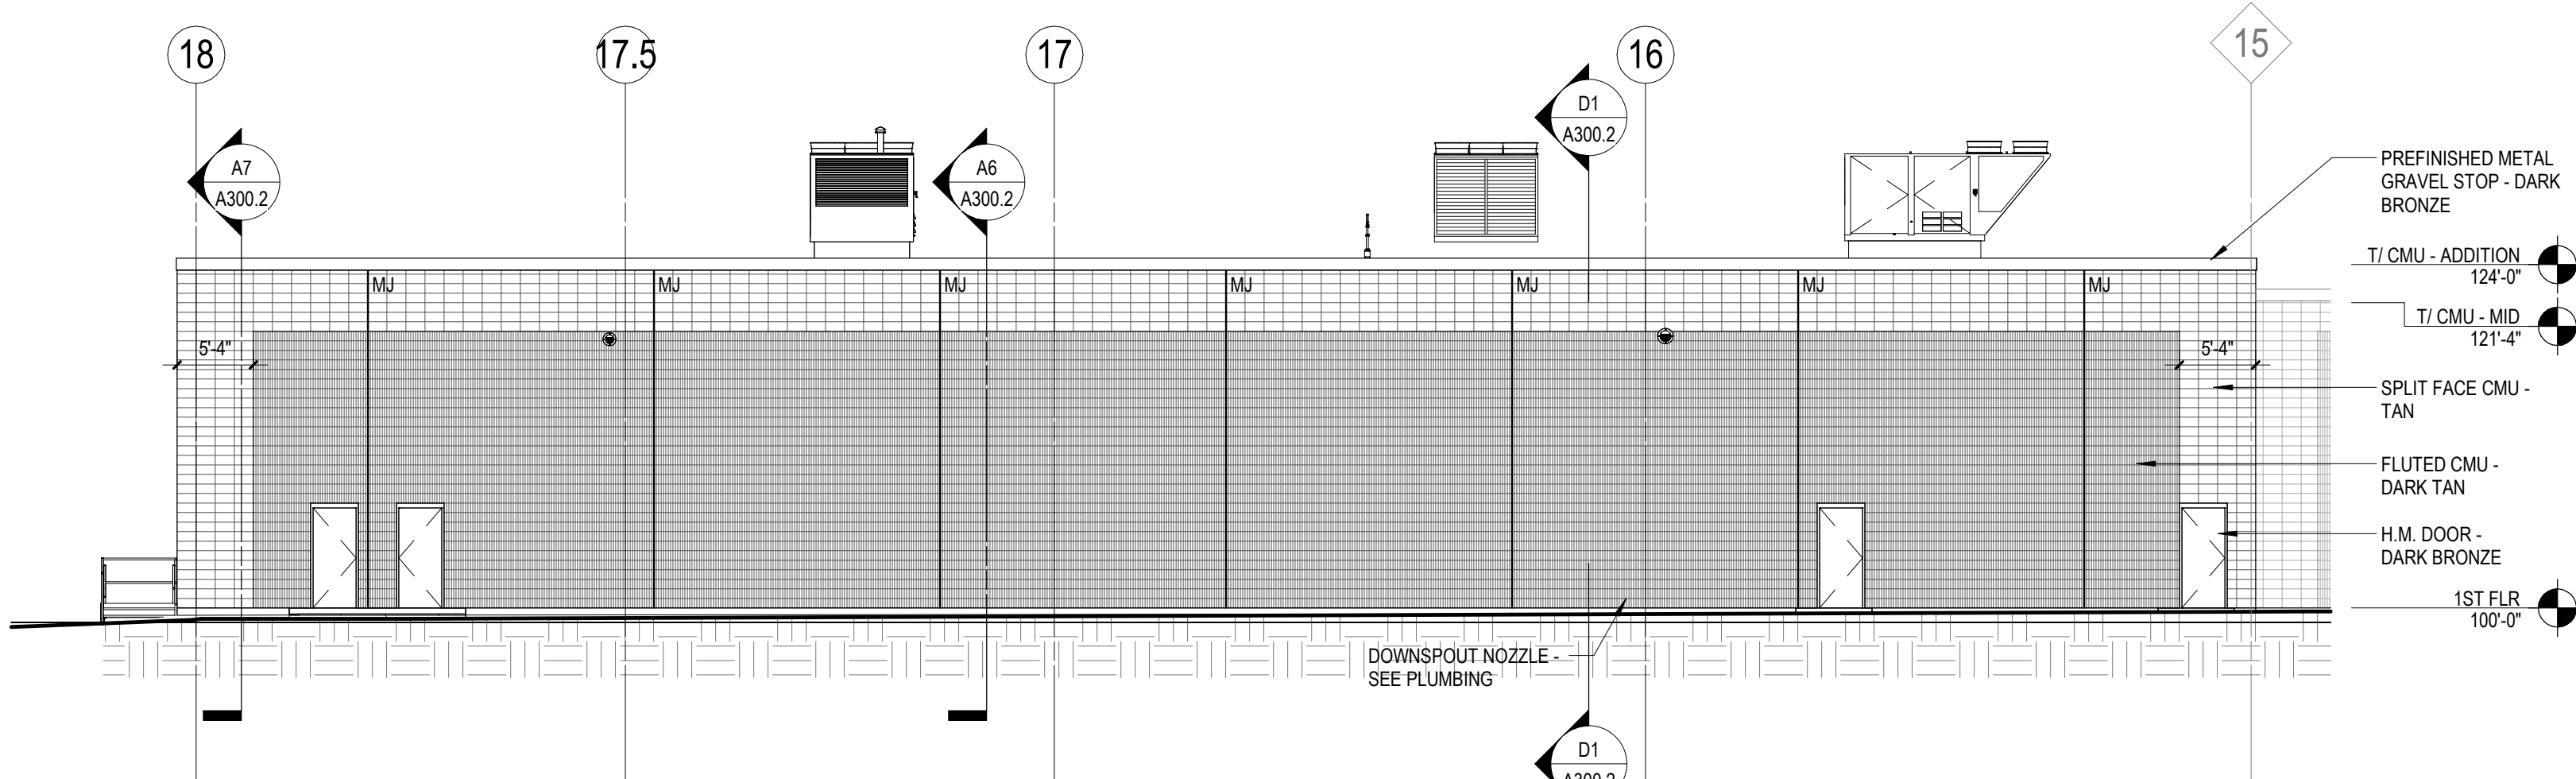 18
17.5
17
16
15
A7
A300.2
A6
A300.2
D1
A300.2
PREFINISHED METAL
GRAVEL STOP - DARK
BRONZE
T/ CMU - ADDITION
124'-0"
T/ CMU - MID
121'-4"
MJ
MJ
MJ
MJ
MJ
MJ
MJ
5'-4"
5'-4"
SPLIT FACE CMU -
TAN
FLUTED CMU -
DARK TAN
H.M. DOOR -
DARK BRONZE
1ST FLR
100'-0"
DOWNSPOUT NOZZLE -
SEE PLUMBING
D1
A300.2